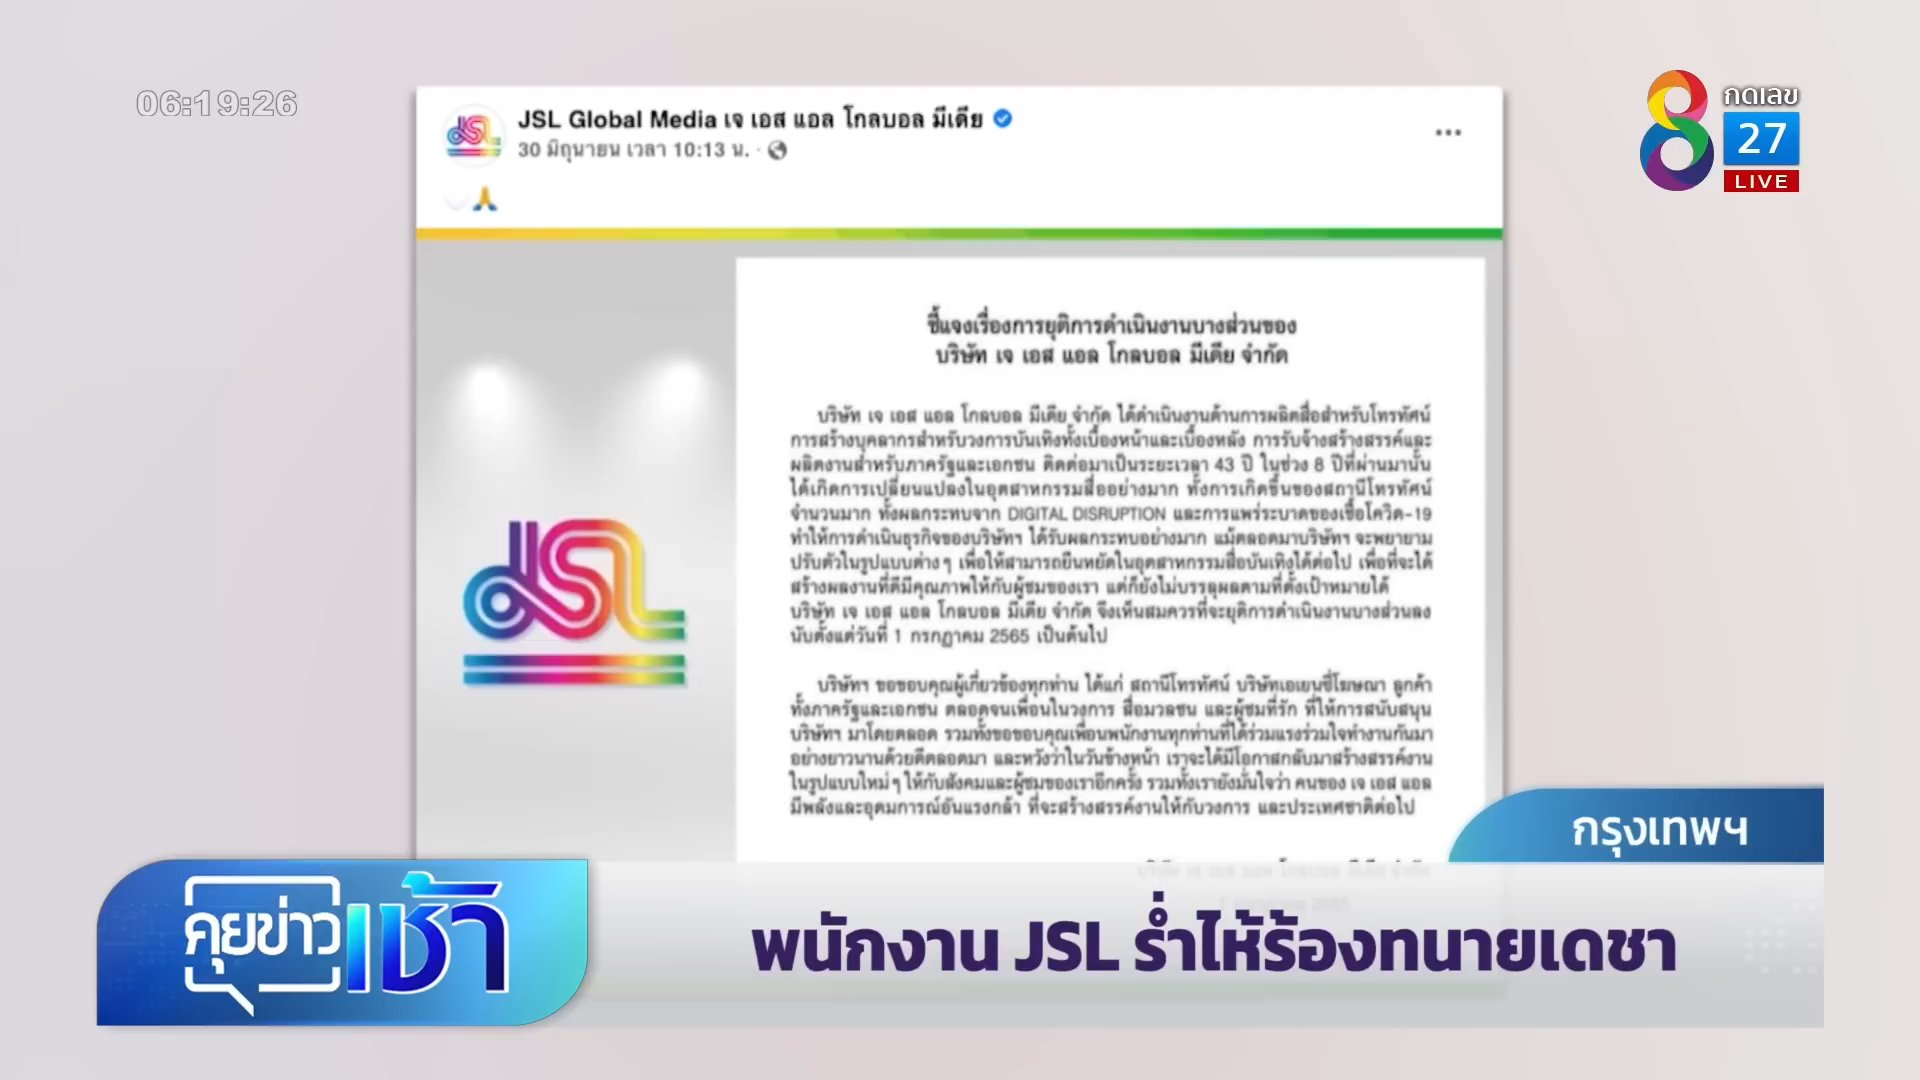 06:19:26
JSL Global Media เจ เอส แอล โกลบอล มีเดีย
30 มิถุนายน เวลา 10:13 น.
กดเลข
27
LIVE
ชี้แจงเรื่องการยุติการดำเนินงานบางส่วนของ
บริษัท เจ เอส แอล โกลบอล มีเดีย จำกัด
บริษัท เจ เอส แอล โกลบอล มีเดีย จำกัด ได้ดำเนินงานด้านการผลิตสื่อสำหรับโทรทัศน์
การสร้างบุคลากรสำหรับวงการบันเทิงทั้งเบื้องหน้าและเบื้องหลัง การรับจ้างสร้างสรรค์และ
ผลิตงานสำหรับภาครัฐและเอกชน ติดต่อมาเป็นระยะเวลา 43 ปี ในช่วง 8 ปีที่ผ่านมานั้น
ได้เกิดการเปลี่ยนแปลงในอุตสาหกรรมสื่ออย่างมาก ทั้งการเกิดขึ้นของสถานีโทรทัศน์
จำนวนมาก ทั้งผลกระทบจาก DIGITAL DISRUPTION และการแพร่ระบาดของเชื้อโควิด-19
ทำให้การดำเนินธุรกิจของบริษัทฯ ได้รับผลกระทบอย่างมาก แม้ตลอดมาบริษัทฯ จะพยายาม
ปรับตัวในรูปแบบต่างๆ เพื่อให้สามารถยืนหยัดในอุตสาหกรรมสื่อบันเทิงได้ต่อไป เพื่อที่จะได้
สร้างผลงานที่ดีมีคุณภาพให้กับผู้ชมของเรา แต่ก็ยังไม่บรรลุผลตามที่ตั้งเป้าหมายได้
บริษัท เจ เอส แอล โกลบอล มีเดีย จำกัด จึงเห็นสมควรที่จะยุติการดำเนินงานบางส่วนลง
นับตั้งแต่วันที่ 1 กรกฎาคม 2565 เป็นต้นไป
บริษัทฯ ขอขอบคุณผู้เกี่ยวข้องทุกท่าน ได้แก่ สถานีโทรทัศน์ บริษัทเอเยนซี่โฆษณา ลูกค้า
ทั้งภาครัฐและเอกชน ตลอดจนเพื่อนในวงการ สื่อมวลชน และผู้ชมที่รัก ที่ให้การสนับสนุน
บริษัทฯ มาโดยตลอด รวมทั้งขอขอบคุณเพื่อนพนักงานทุกท่านที่ได้ร่วมแรงร่วมใจทำงานกันมา
อย่างยาวนานด้วยดีตลอดมา และหวังว่าในวันข้างหน้า เราจะได้มีโอกาสกลับมาสร้างสรรค์งาน
ในรูปแบบใหม่ๆ ให้กับสังคมและผู้ชมของเราอีกครั้ง รวมทั้งเรายังมั่นใจว่า คนของ เจ เอส แอล
มีพลังและอุดมการณ์อันแรงกล้า ที่จะสร้างสรรค์งานให้กับวงการ และประเทศชาติต่อไป
JSL
กรุงเทพฯ
คุยข่าวเช้า
พนักงาน JSL ร่ำไห้ร้องทนายเดชา